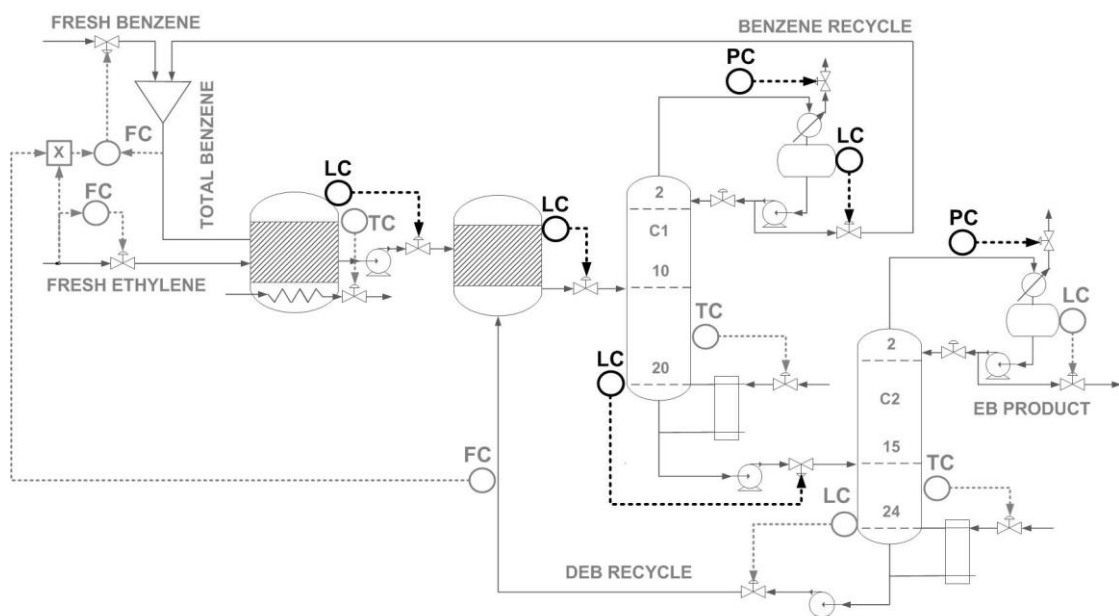 FRESH BENZENE
BENZENE RECYCLE
PC
TOTAL BENZENE
FC
X
LC
LC
2
FC
LC
TC
C1
PC
FRESH ETHYLENE
10
LC
TC
2
LC
20
C2
EB PRODUCT
15
FC
TC
LC
24
DEB RECYCLE